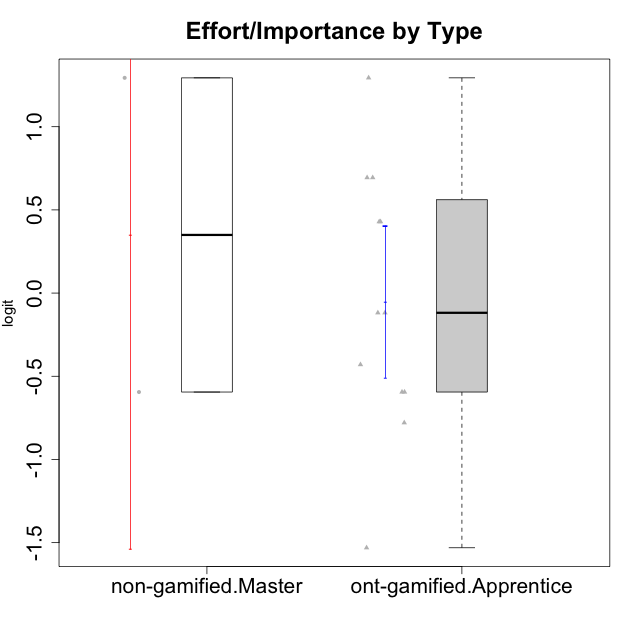 Effort/Importance by Type
logit
1.0
0.5
0.0
-0.5
-1.0
-1.5
non-gamified.Master
ont-gamified.Apprentice